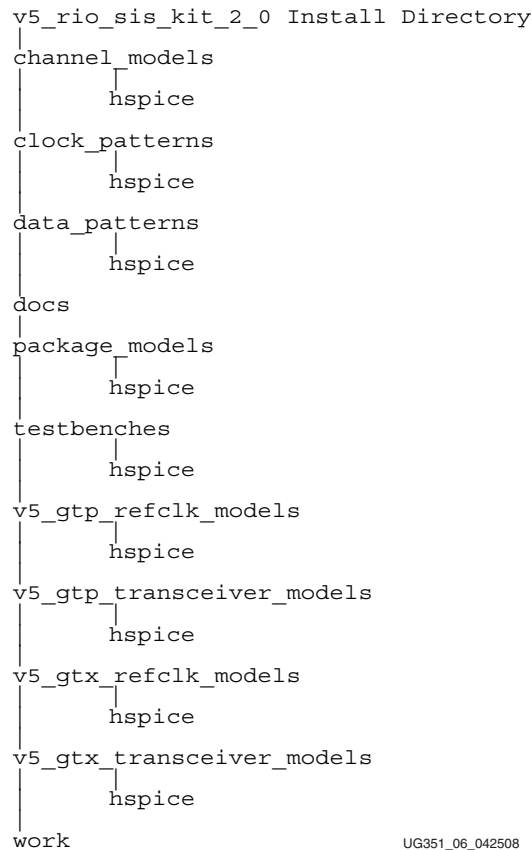 v5_rio_sis_kit_2_0 Install Directory
channel_models
hspice
clock_patterns
hspice
data_patterns
hspice
docs
package_models
hspice
testbenches
hspice
v5_gtp_refclk_models
hspice
v5_gtp_transceiver_models
hspice
v5_gtx_refclk_models
hspice
v5_gtx_transceiver_models
hspice
work
UG351_06_042508